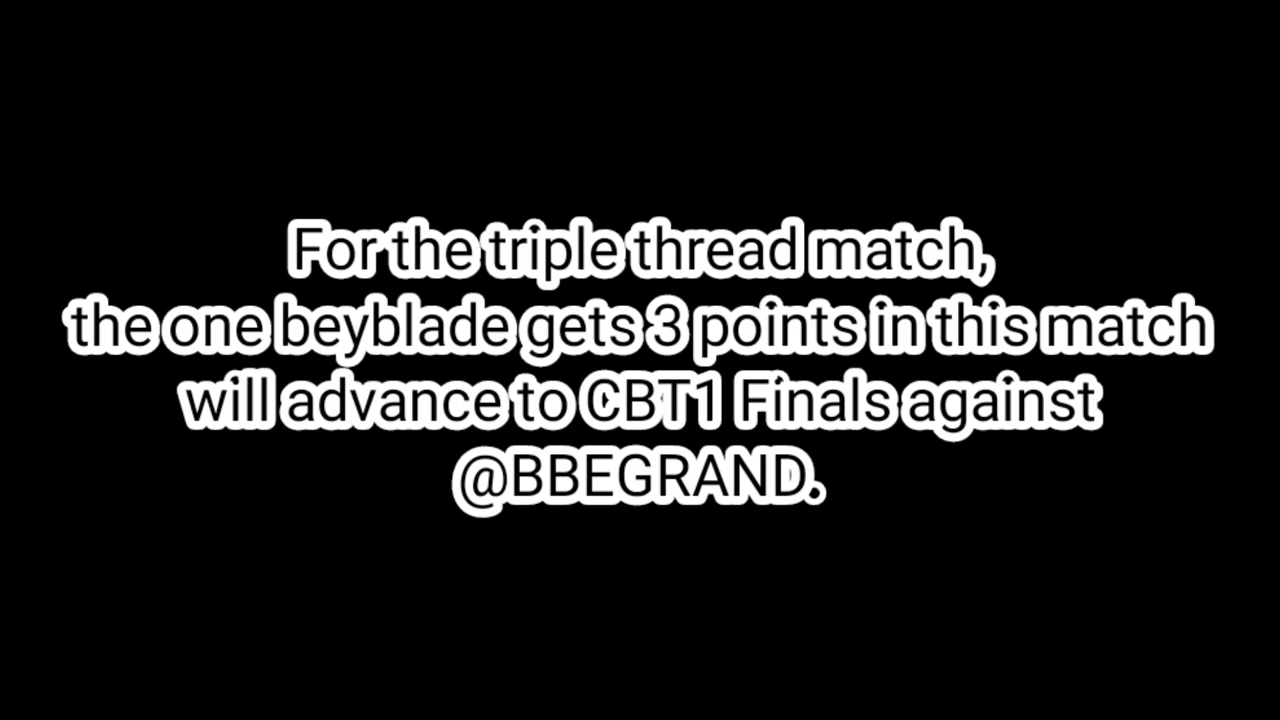 For the triple thread match,
the one beyblade gets 3 points in this match
will advance to CBT1 Finals against
@BBEGRAND.